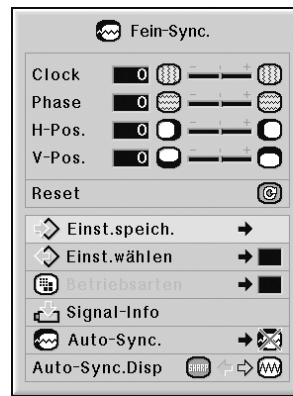 Fein-Sync.
Clock 0
Phase 0
H-Pos. 0
V-Pos. 0
Reset
Einst.speich.
Einst.wählen
Betriebsarten
Signal-Info
Auto-Sync.
Auto-Sync.Disp SHARP